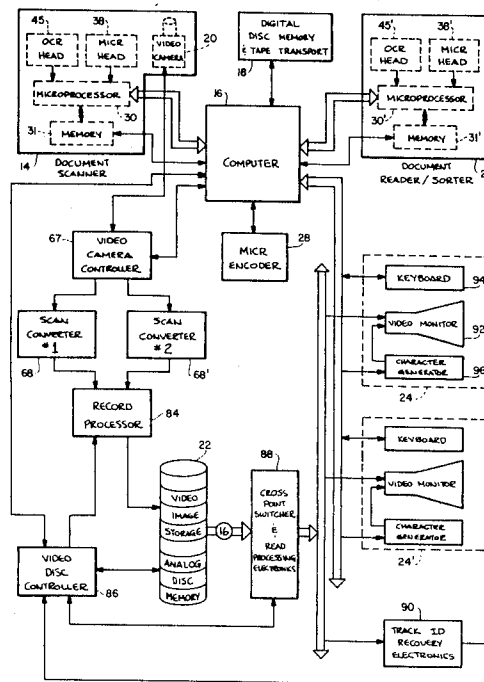 45
38
20
OCR HEAD
MICR HEAD
VIDEO CAMERA
MICROPROCESSOR
30
31
MEMORY
14
DOCUMENT SCANNER
DIGITAL DISC MEMORY & TAPE TRANSPORT
18
16
COMPUTER
MICR ENCODER
28
45'
38'
OCR HEAD
MICR HEAD
MICROPROCESSOR
30'
MEMORY
31'
DOCUMENT READER/SORTER
67
VIDEO CAMERA CONTROLLER
SCAN CONVERTER #1
68
SCAN CONVERTER #2
68'
RECORD PROCESSOR
84
22
VIDEO
IMAGE
STORAGE
ANALOG
DISC
MEMORY
16
88
CROSS POINT SWITCHER & READ PROCESSING ELECTRONICS
VIDEO DISC CONTROLLER
86
KEYBOARD
94
VIDEO MONITOR
92
CHARACTER GENERATOR
96
24
KEYBOARD
VIDEO MONITOR
CHARACTER GENERATOR
24'
90
TRACK ID RECOVERY ELECTRONICS